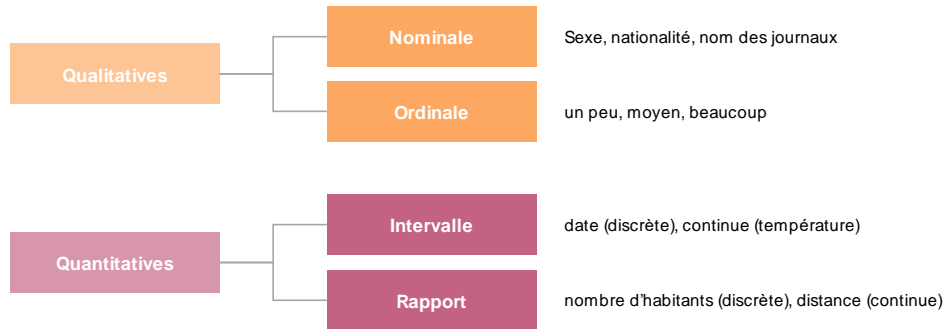 Qualitatives
Nominale
Sexe, nationalité, nom des journaux
Ordinale
un peu, moyen, beaucoup
Quantitatives
Intervalle
date (discrète), continue (température)
Rapport
nombre d'habitants (discrète), distance (continue)